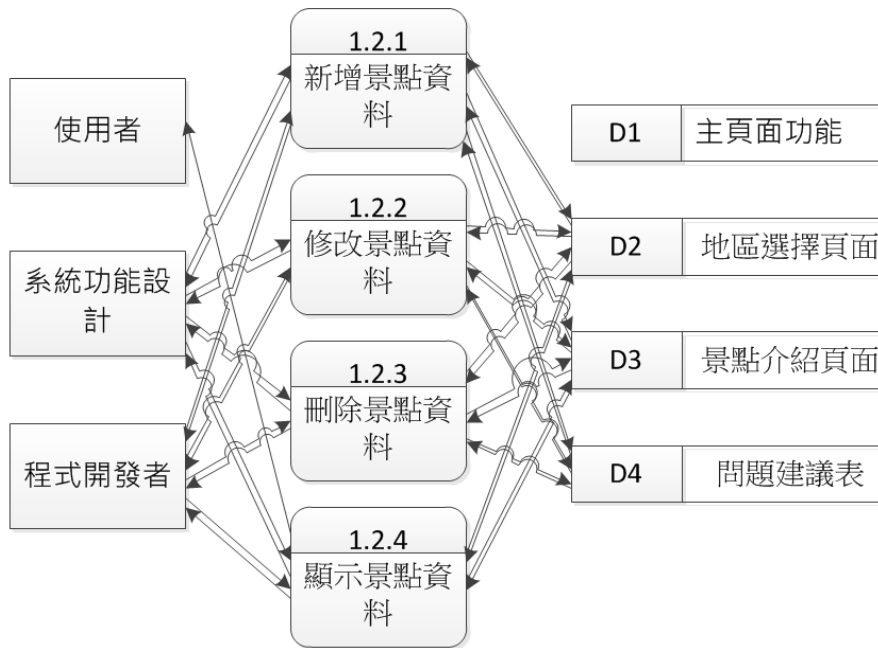 使用者
系統功能設
計
程式開發者
1.2.1
新增景點資
料
1.2.2
修改景點資
料
1.2.3
刪除景點資
料
1.2.4
顯示景點資
料
D1 主頁面功能
D2 地區選擇頁面
D3 景點介紹頁面
D4 問題建議表